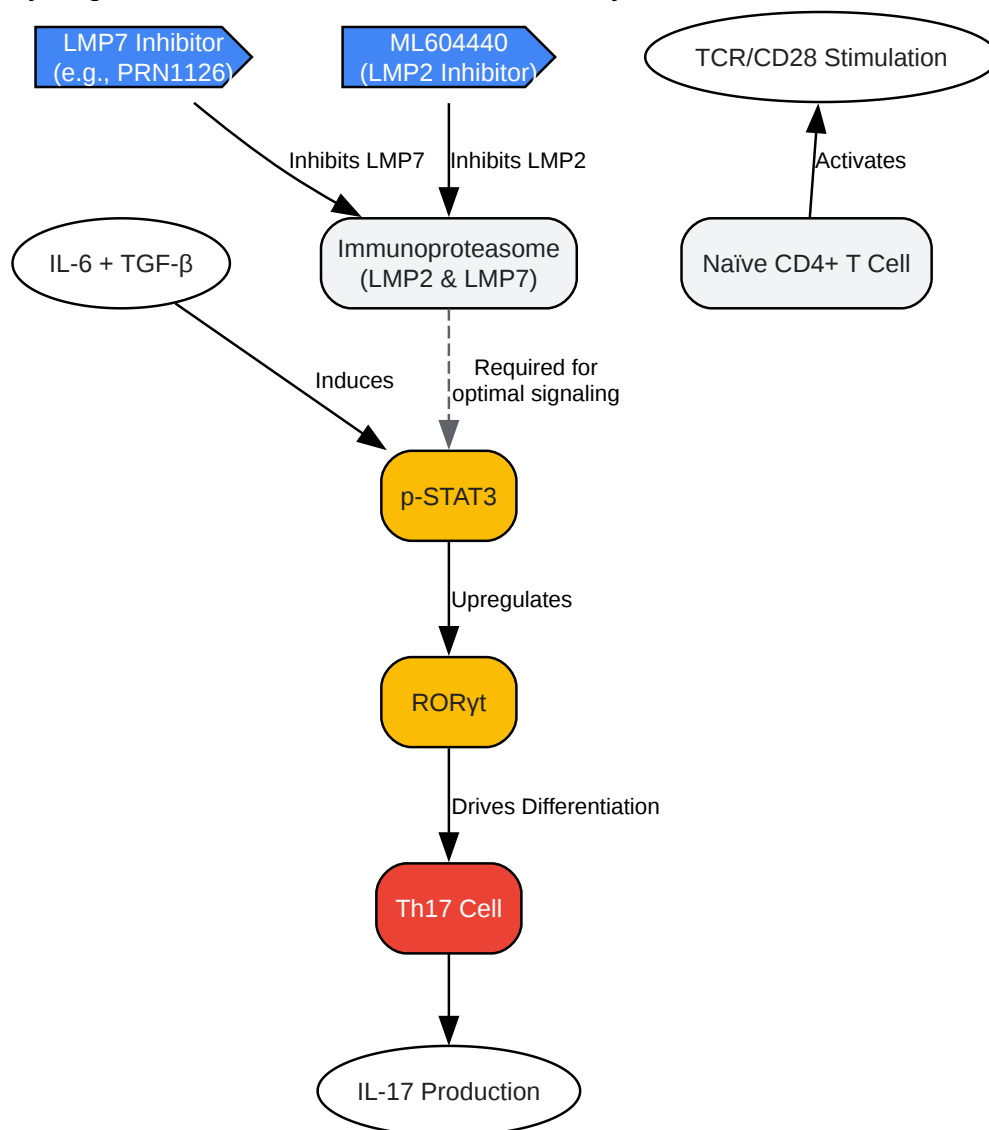 LMP7 Inhibitor
(e.g., PRN1126)
ML604440
(LMP2 Inhibitor)
TCR/CD28 Stimulation
Inhibits LMP7
Inhibits LMP2
Activates
IL-6 + TGF-β
Immunoproteasome
(LMP2 & LMP7)
Naïve CD4+ T Cell
Induces
Required for
optimal signaling
p-STAT3
Upregulates
RORγt
Drives Differentiation
Th17 Cell
IL-17 Production